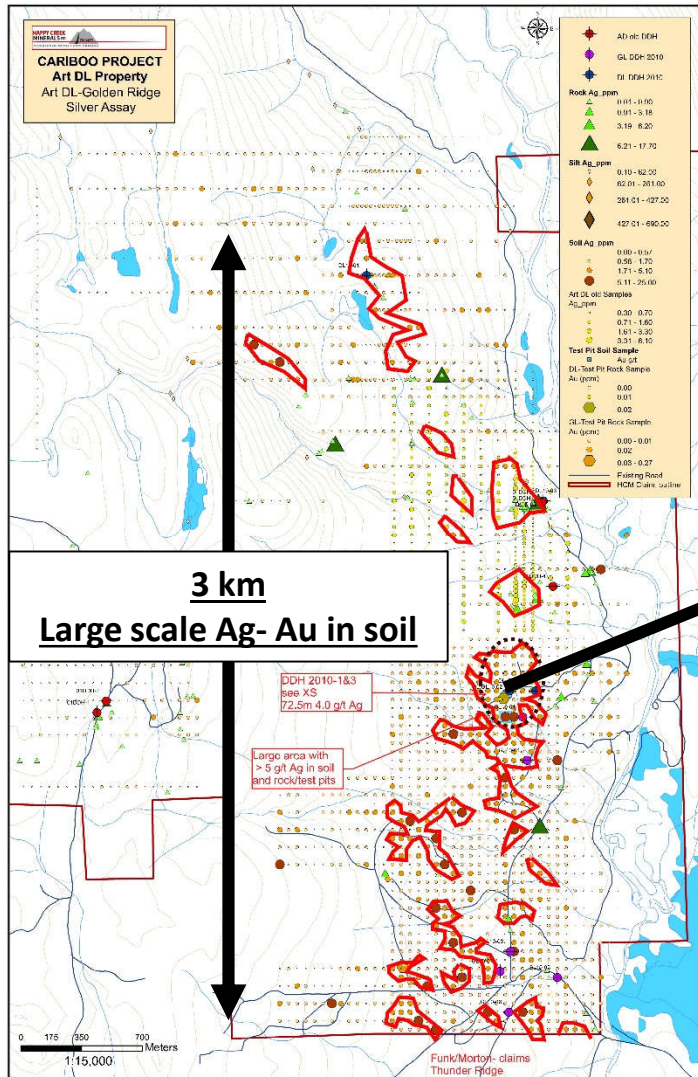 HAPPY CREEK
MINERALS LTD
CARIBOO PROJECT
Art DL Property
Art DL-Golden Ridge
Silver Assay
AD olc DDH
GL DDH 2010
DL DDH 2010
Rock Ag_ppm
0.01 - 0.90
0.91 - 3.18
3.19 - 6.20
6.21 - 17.70
Silt Ag_ppm
0.10 - 62.00
62.01 - 261.00
261.01 - 427.00
427.01 - 690.00
Soil Ag_ppm
0.00 - 0.57
0.58 - 1.70
1.71 - 5.10
5.11 - 25.00
Art DL old Samples
Ag_ppm
0.30 - 0.70
0.71 - 1.60
1.61 - 3.30
3.31 - 6.10
Test Pit Soil Sample
Au g/t
DL-Test Pit Rock Sample
Au (ppm)
0.00
0.01
0.02
GL-Test Pit Rock Sample
Au (ppm)
0.00 - 0.01
0.02
0.03 - 0.27
Existing Road
HCM Claim outline
3 km
Large scale Ag- Au in soil
DDH 2010-1&3
see XS
72.5m 4.0 g/t Ag
Large area with
> 5 g/t Ag in soil
and rock/test pits
0 175 350 700
Meters
1:15,000
Funk/Morton- claims
Thunder Ridge